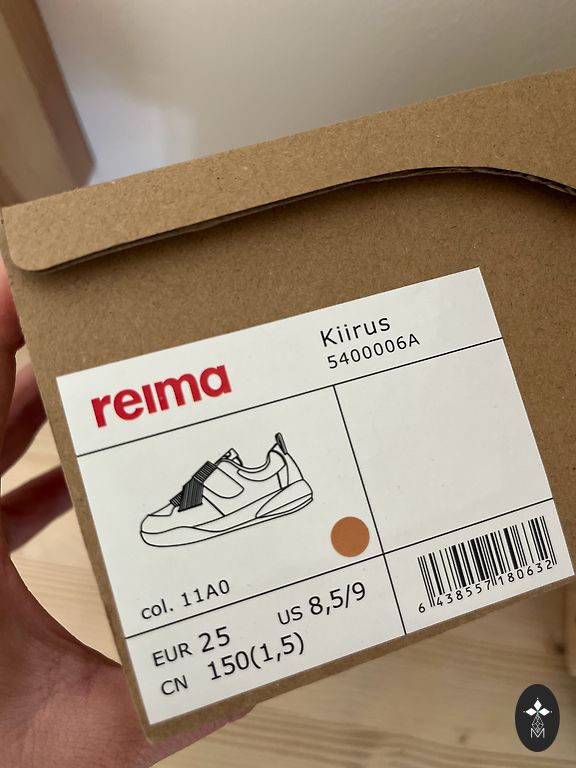 Kiirus
5400006A
reima
col. 11A0
EUR 25 US 8,5/9
CN 150(1,5)
6 438557 180632
M